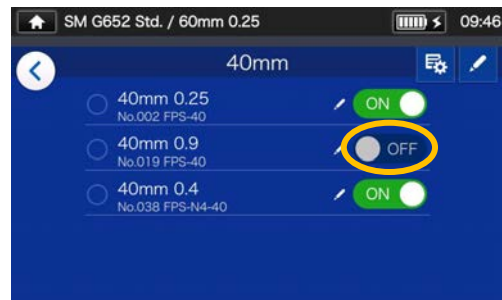 SM G652 Std. / 60mm 0.25
09:46
40mm
40mm 0.25
No.002 FPS-40
ON
40mm 0.9
No.019 FPS-40
OFF
40mm 0.4
No.038 FPS-N4-40
ON